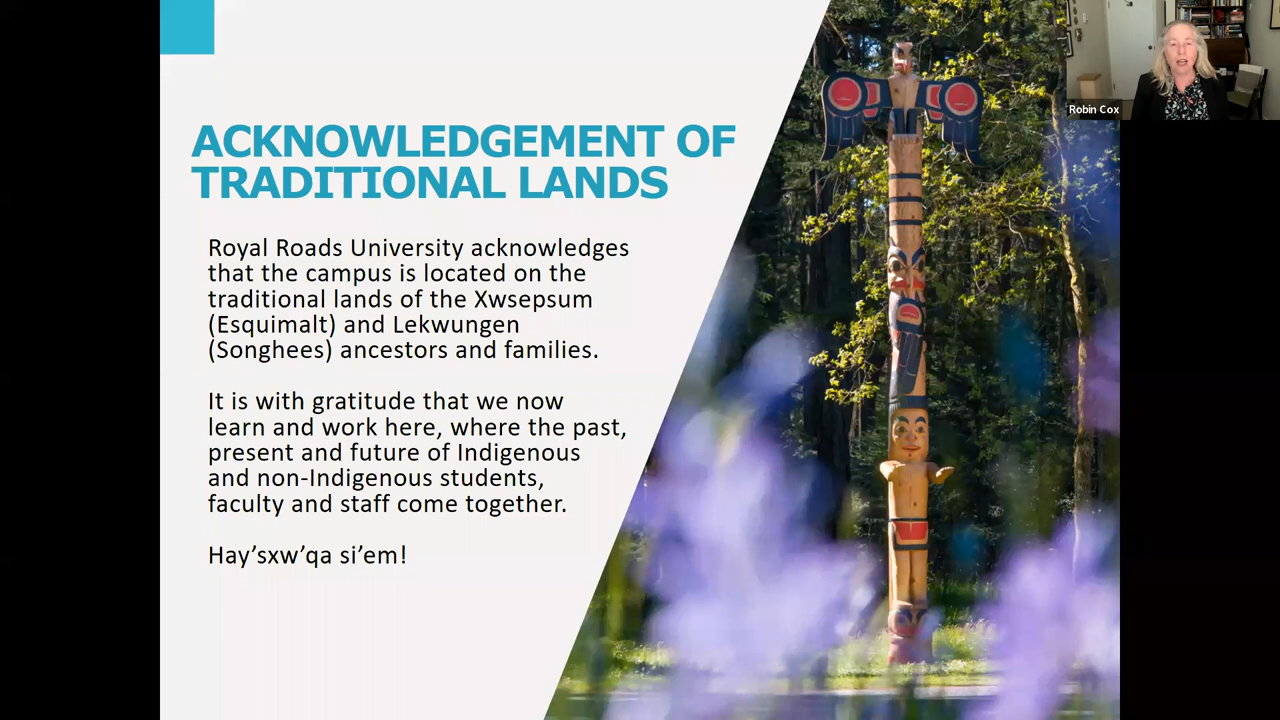 ACKNOWLEDGEMENT OF
TRADITIONAL LANDS
Royal Roads University acknowledges
that the campus is located on the
traditional lands of the Xwsepsum
(Esquimalt) and Lekwungen
(Songhees) ancestors and families.
It is with gratitude that we now
learn and work here, where the past,
present and future of Indigenous
and non-Indigenous students,
faculty and staff come together.
Hay’sxw’qa si’em!
Robin Cox